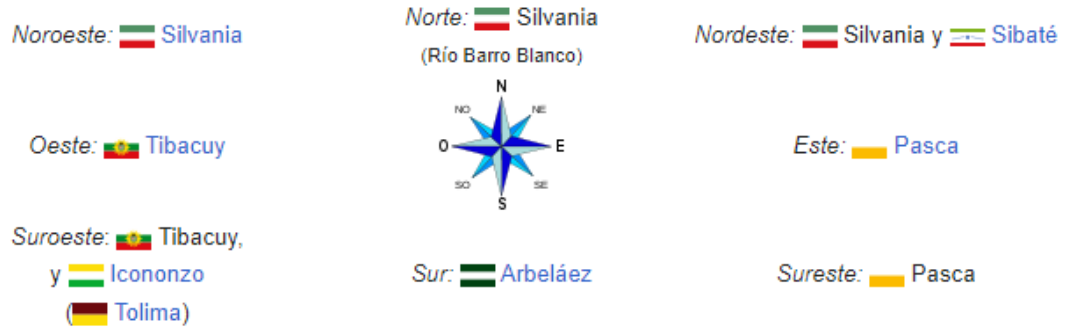 Noroeste: Silvania
Norte: Silvania
(Río Barro Blanco)
Nordeste: Silvania y Sibaté
N
NO
NE
O
E
SO
SE
S
Oeste: Tibacuy
Este: Pasca
Suroeste: Tibacuy,
y Icononzo
(Tolima)
Sur: Arbeláez
Sureste: Pasca